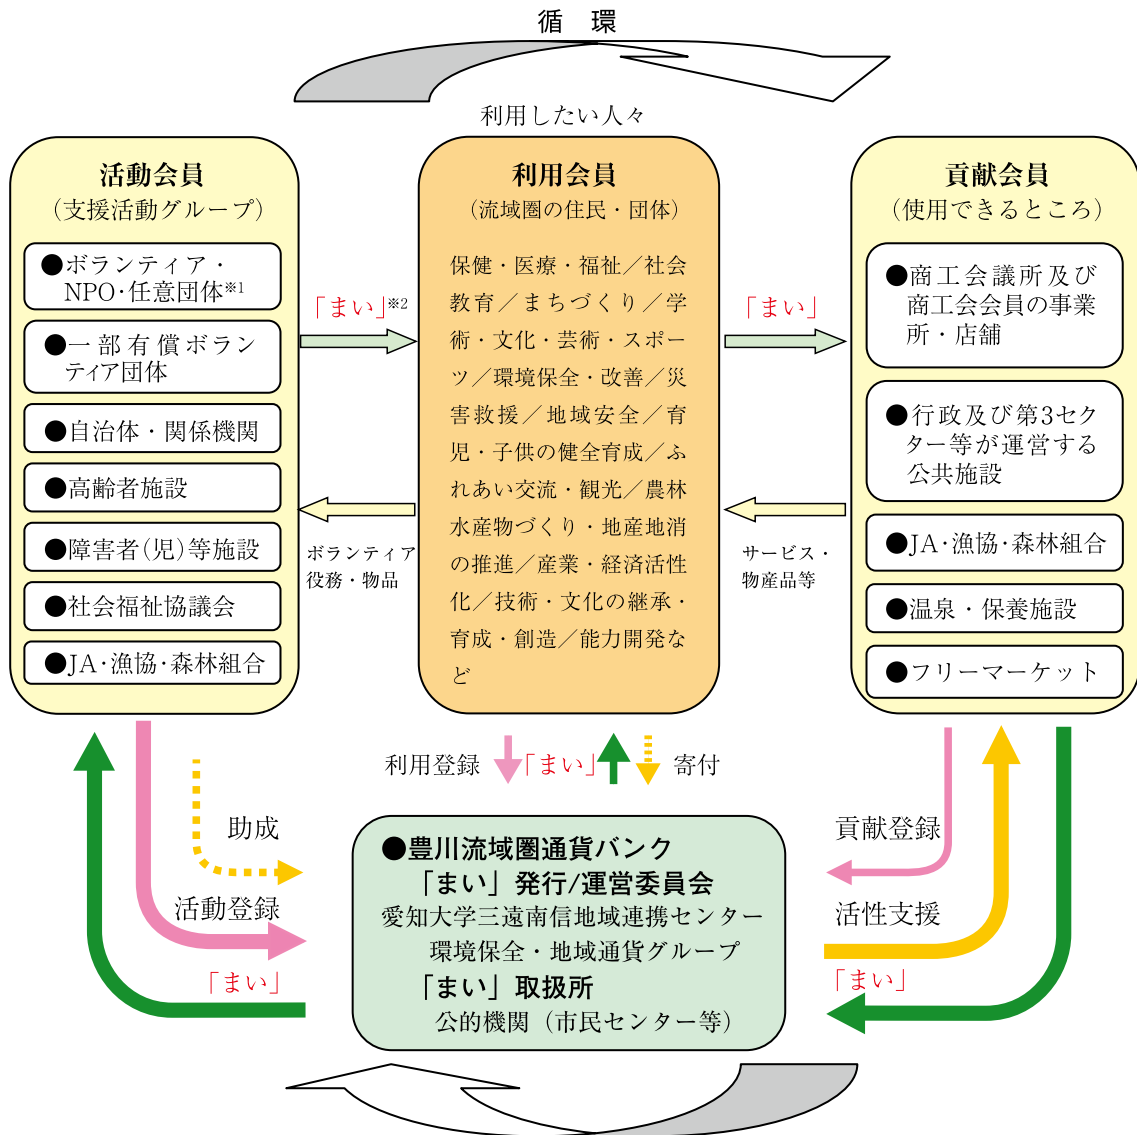 循　環
利用したい人々
活動会員
（支援活動グループ）
●ボランティア・
NPO・任意団体※1
●一部有償ボラン
ティア団体
●自治体・関係機関
●高齢者施設
●障害者（児）等施設
●社会福祉協議会
●JA・漁協・森林組合
「まい」※2
ボランティア
役務・物品
利用会員
（流域圏の住民・団体）
保健・医療・福祉／社会
教育／まちづくり／学
術・文化・芸術・スポー
ツ／環境保全・改善／災
害救援／地域安全／育
児・子供の健全育成／ふ
れあい交流・観光／農林
水産物づくり・地産地消
の推進／産業・経済活性
化／技術・文化の継承・
育成・創造／能力開発な
ど
「まい」
サービス・
物産品等
貢献会員
（使用できるところ）
●商工会議所及び
商工会会員の事業
所・店舗
●行政及び第3セク
ター等が運営する
公共施設
●JA・漁協・森林組合
●温泉・保養施設
●フリーマーケット
利用登録
「まい」
寄付
助成
活動登録
「まい」
●豊川流域圏通貨バンク
「まい」発行/運営委員会
愛知大学三遠南信地域連携センター
環境保全・地域通貨グループ
「まい」取扱所
公的機関（市民センター等）
貢献登録
活性支援
「まい」